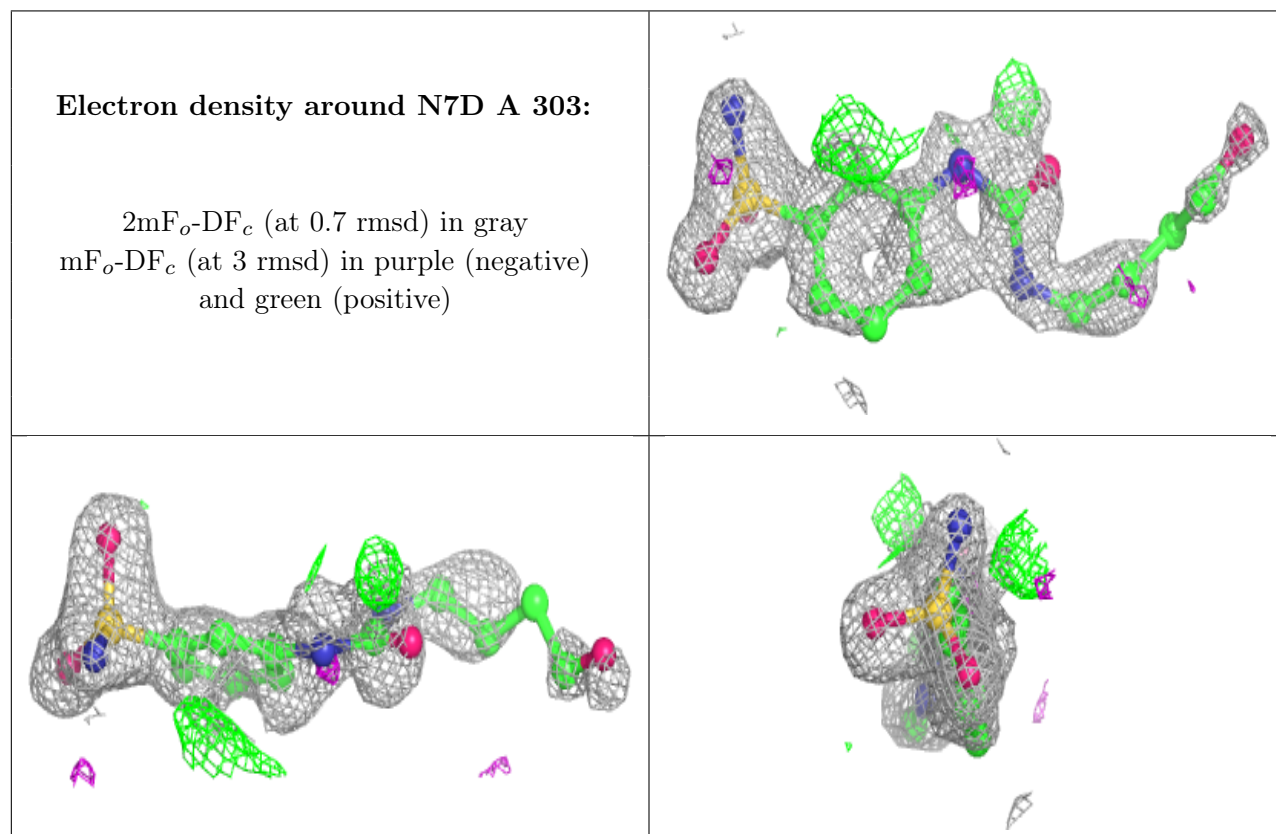 Electron density around N7D A 303:
2mFo-DFc (at 0.7 rmsd) in gray
mFo-DFc (at 3 rmsd) in purple (negative)
and green (positive)